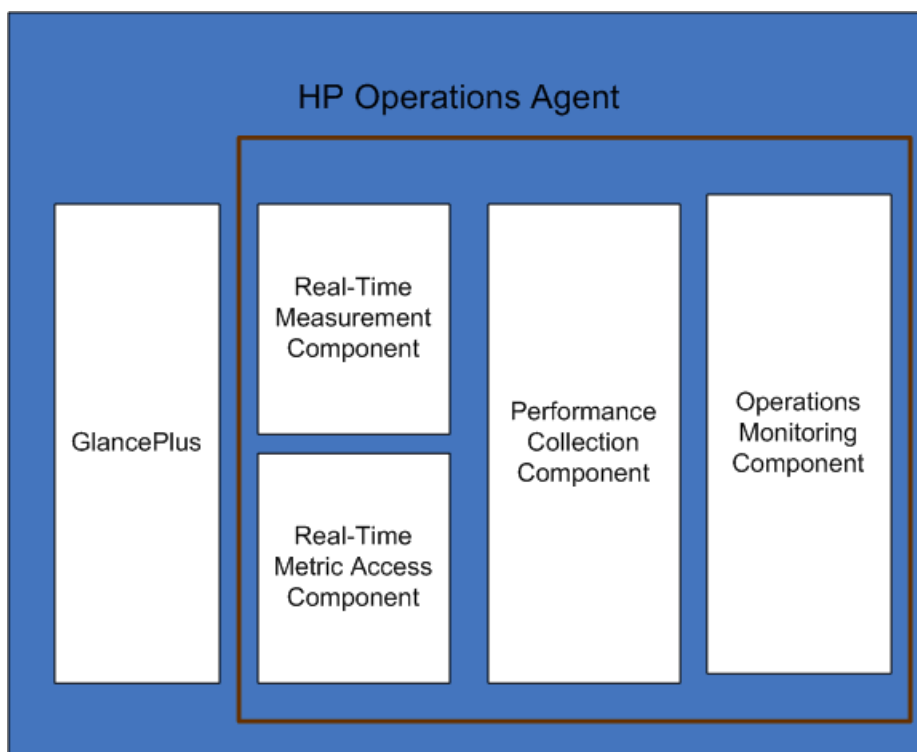 HP Operations Agent
GlancePlus
Real-Time
Measurement
Component
Real-Time
Metric Access
Component
Performance
Collection
Component
Operations
Monitoring
Component